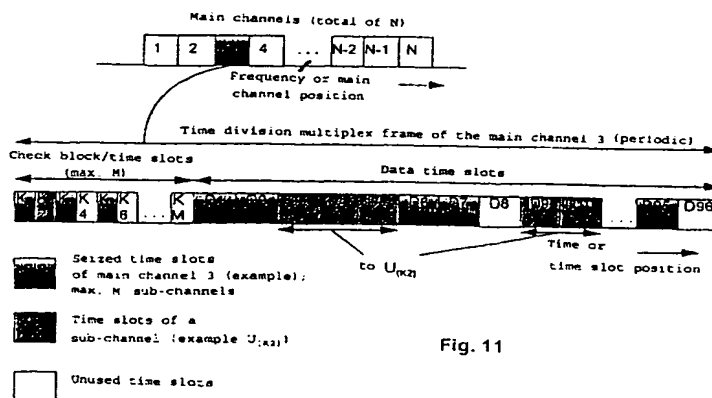 Main channels (total of N)
1 2 4 ... N-2 N-1 N
Frequency or main
channel position
Time division multiplex frame of the main channel 3 (periodic)
Check block/time slots
(max. M)
Data time slots
K 4 K 6 ... K M D8 ... D96
to U(K2)
Time or
time slot position
Seized time slots
of main channel 3 (example);
max. M sub-channels
Time slots of a
sub-channel (example U(K2))
Unused time slots
Fig. 11